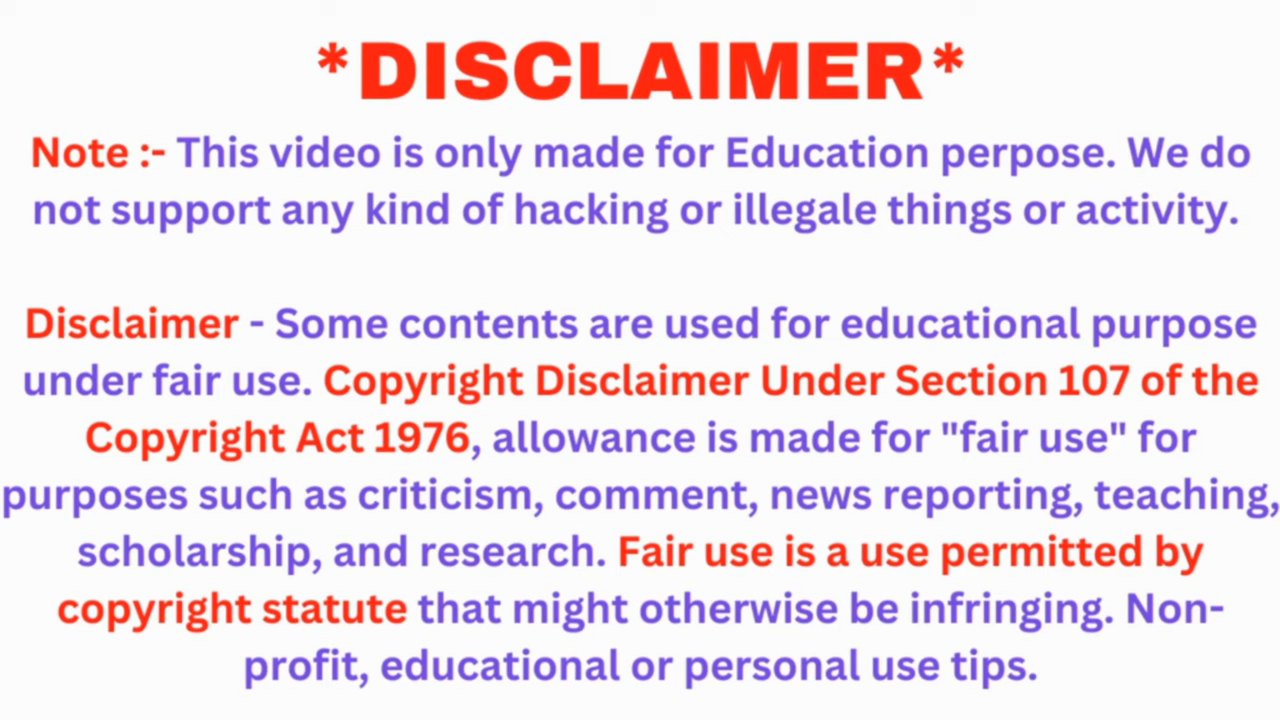 *DISCLAIMER*
Note :- This video is only made for Education perpose. We do
not support any kind of hacking or illegale things or activity.
Disclaimer - Some contents are used for educational purpose
under fair use. Copyright Disclaimer Under Section 107 of the
Copyright Act 1976, allowance is made for "fair use" for
purposes such as criticism, comment, news reporting, teaching,
scholarship, and research. Fair use is a use permitted by
copyright statute that might otherwise be infringing. Non-
profit, educational or personal use tips.